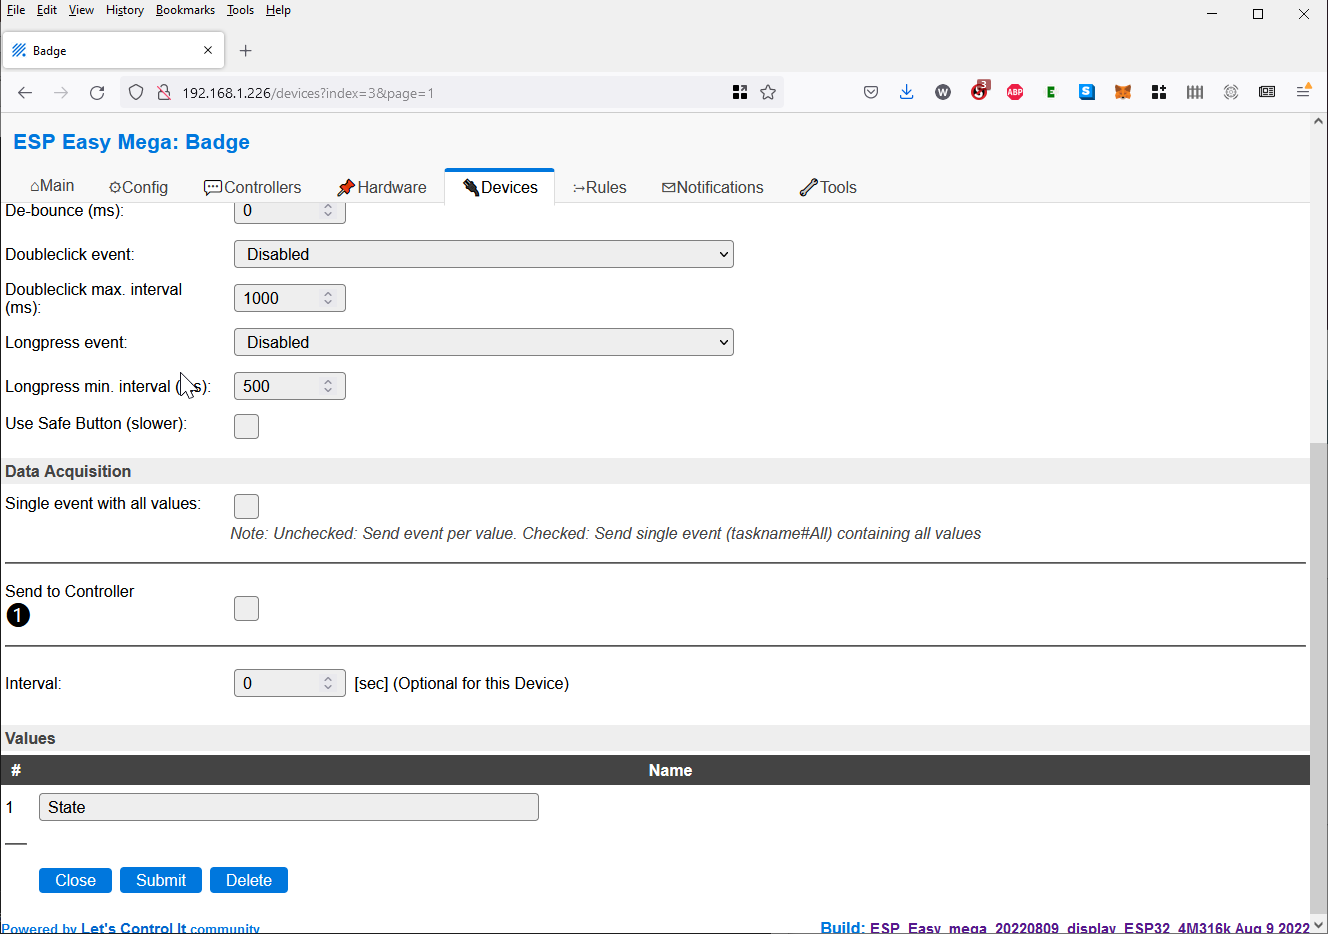 File Edit View History Bookmarks Tools Help
Badge
192.168.1.226/devices?index=3&page=1
W
3
ABP
E
S
ESP Easy Mega: Badge
Main Config Controllers Hardware Devices Rules Notifications Tools
De-bounce (ms): 0
Doubleclick event: Disabled
Doubleclick max. interval
(ms): 1000
Longpress event: Disabled
Longpress min. interval ( s): 500
Use Safe Button (slower):
Data Acquisition
Single event with all values:
Note: Unchecked: Send event per value. Checked: Send single event (taskname#All) containing all values
Send to Controller
1
Interval: 0 [sec] (Optional for this Device)
Values
# Name
1 State
Close Submit Delete
Powered by Let's Control It community
Build: ESP_Easy_mega_20220809_display_ESP32_4M316k Aug 9 2022